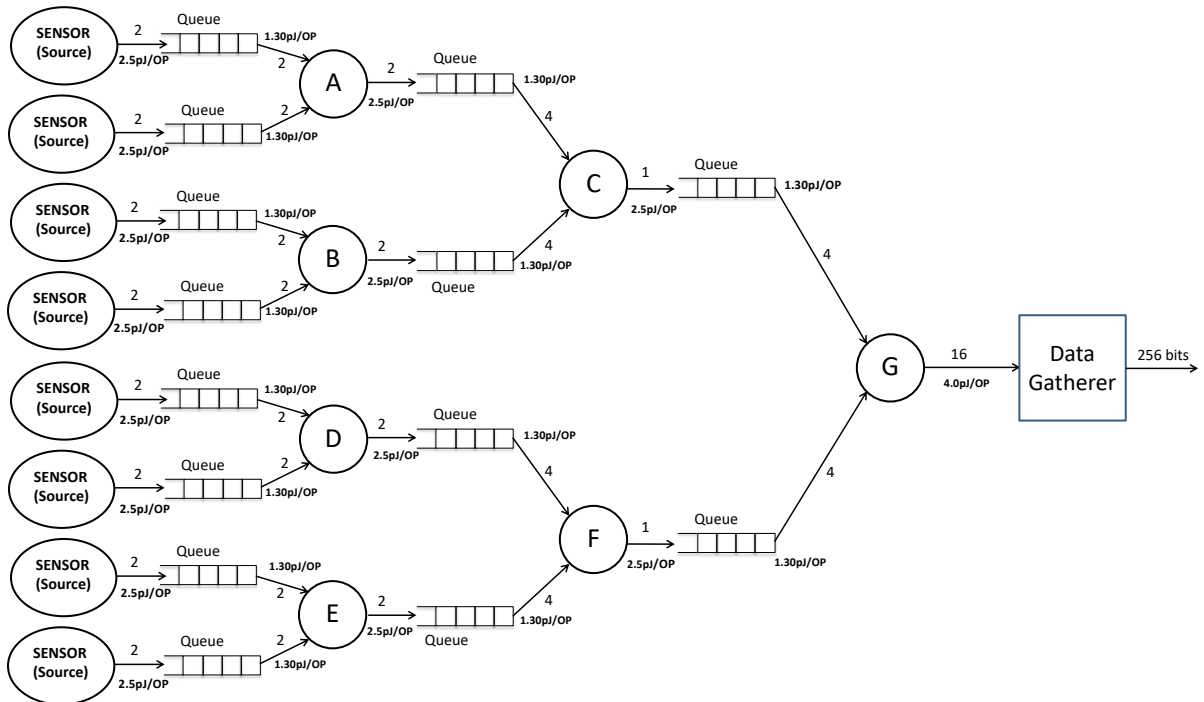 SENSOR
(Source)
2
2.5pJ/OP
Queue
1.30pJ/OP
2
SENSOR
(Source)
2
2.5pJ/OP
Queue
2
1.30pJ/OP
A
2
2.5pJ/OP
Queue
1.30pJ/OP
4
SENSOR
(Source)
2
2.5pJ/OP
Queue
1.30pJ/OP
2
SENSOR
(Source)
2
2.5pJ/OP
Queue
2
1.30pJ/OP
B
2
2.5pJ/OP
Queue
4
1.30pJ/OP
C
1
2.5pJ/OP
Queue
1.30pJ/OP
4
SENSOR
(Source)
2
2.5pJ/OP
Queue
1.30pJ/OP
2
SENSOR
(Source)
2
2.5pJ/OP
Queue
2
1.30pJ/OP
D
2
2.5pJ/OP
Queue
1.30pJ/OP
4
SENSOR
(Source)
2
2.5pJ/OP
Queue
1.30pJ/OP
2
SENSOR
(Source)
2
2.5pJ/OP
Queue
2
1.30pJ/OP
E
2
2.5pJ/OP
Queue
4
1.30pJ/OP
F
1
2.5pJ/OP
Queue
1.30pJ/OP
4
G
16
4.0pJ/OP
Data
Gatherer
256 bits